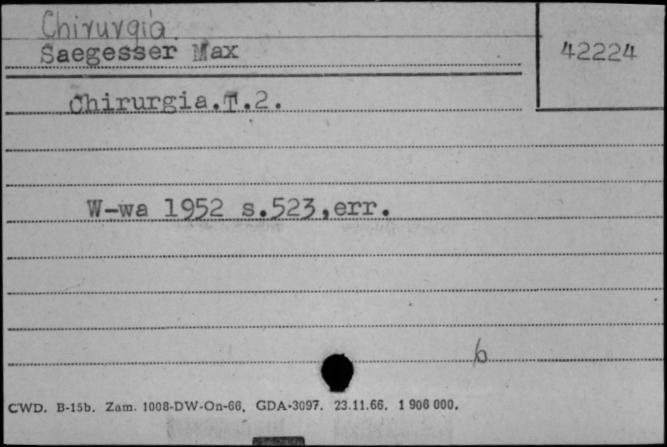 Chirurgia.
Saegesser Max
42224
Chirurgia.T.2.
W-wa 1952 s.523,err.
b
CWD. B-15b. Zam. 1008-DW-On-66. GDA-3097. 23.11.66. 1 906 000.